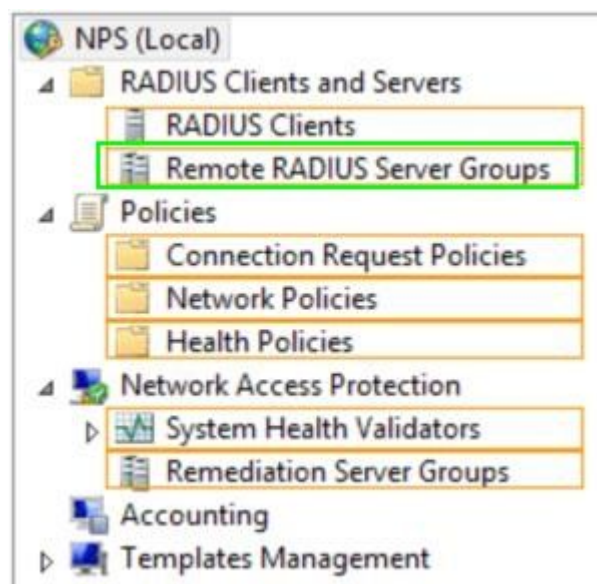 NPS (Local)
RADIUS Clients and Servers
RADIUS Clients
Remote RADIUS Server Groups
Policies
Connection Request Policies
Network Policies
Health Policies
Network Access Protection
System Health Validators
Remediation Server Groups
Accounting
Templates Management